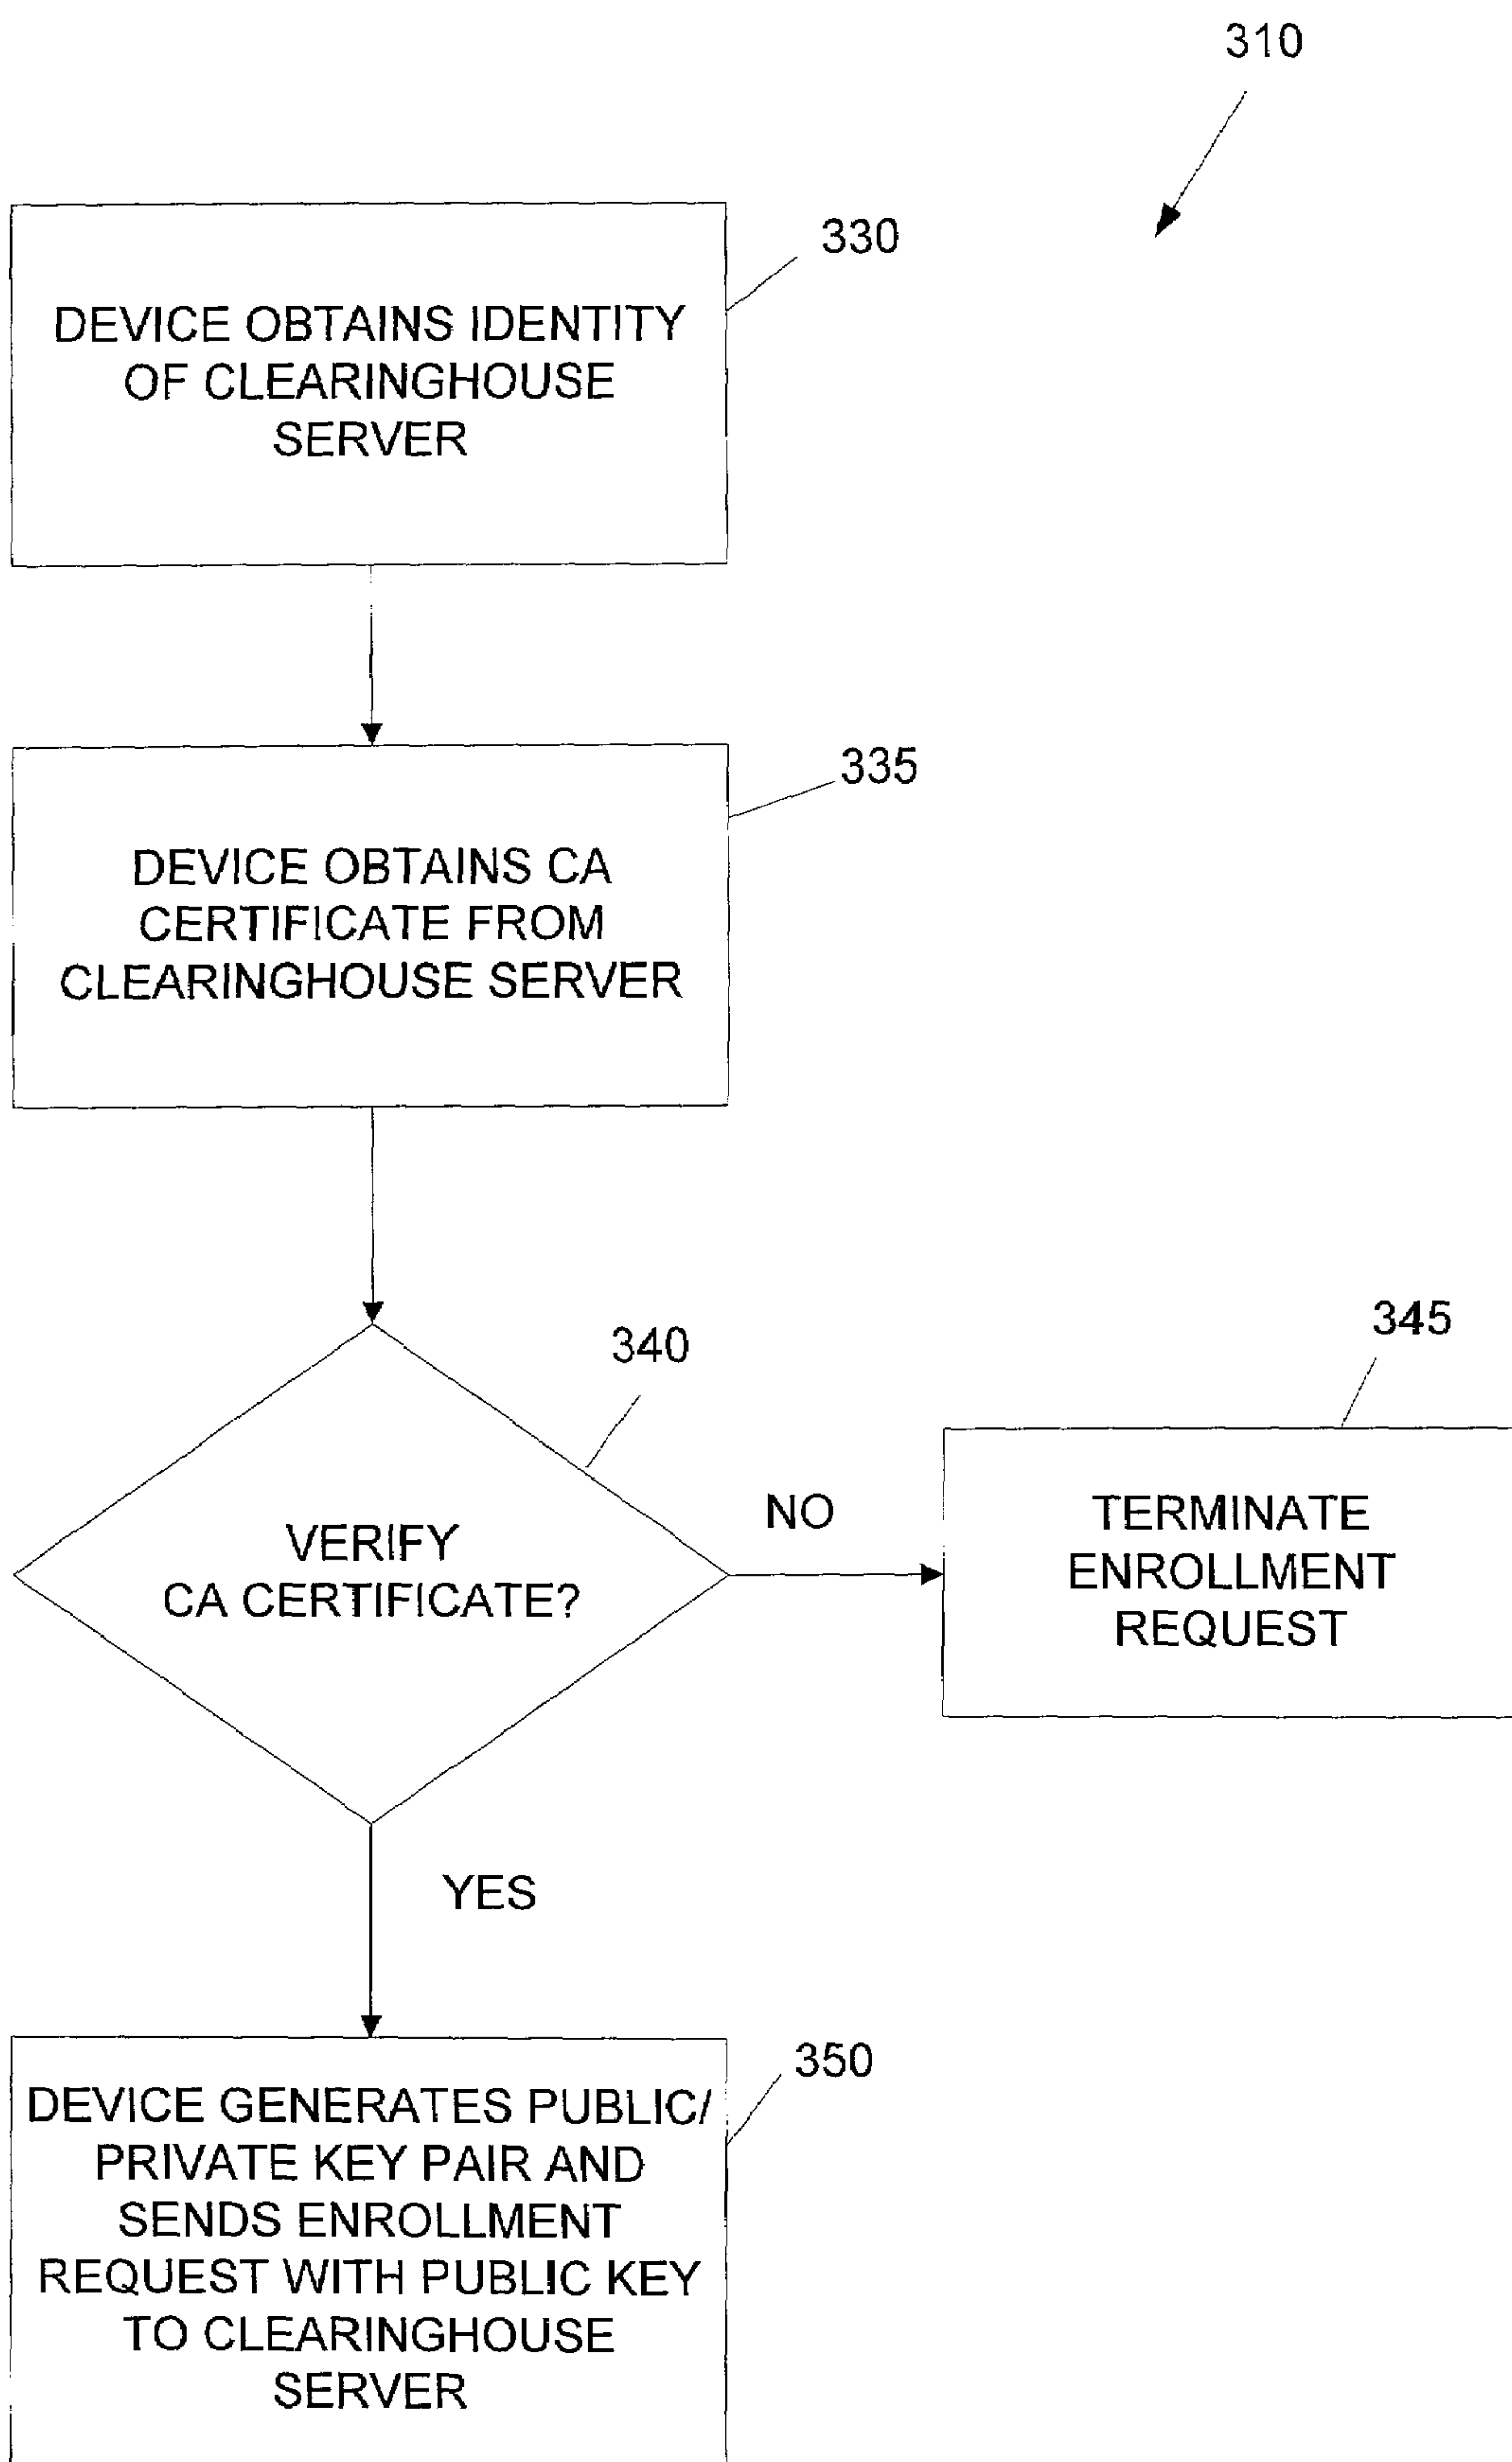 310
330
DEVICE OBTAINS IDENTITY
OF CLEARINGHOUSE
SERVER
335
DEVICE OBTAINS CA
CERTIFICATE FROM
CLEARINGHOUSE SERVER
340
VERIFY
CA CERTIFICATE?
NO
345
TERMINATE
ENROLLMENT
REQUEST
YES
350
DEVICE GENERATES PUBLIC/
PRIVATE KEY PAIR AND
SENDS ENROLLMENT
REQUEST WITH PUBLIC KEY
TO CLEARINGHOUSE
SERVER